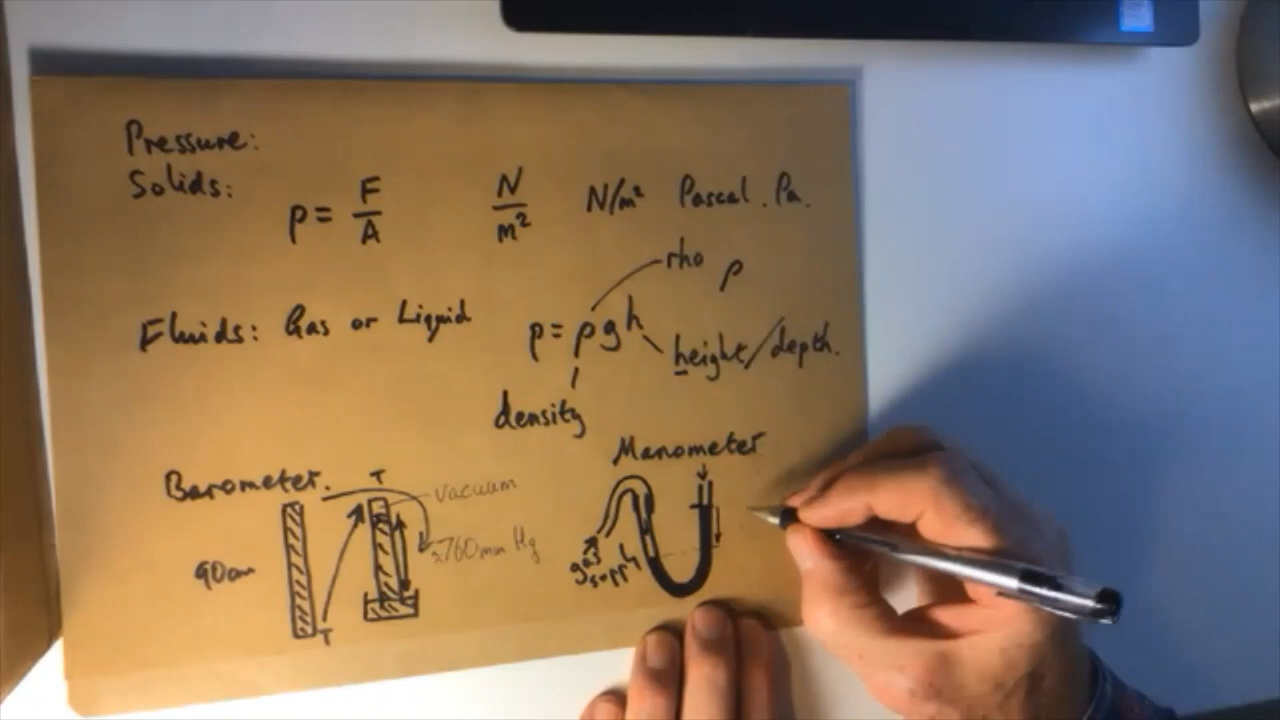 Pressure:
Solids:
p = F/A
N/m²
N/m² Pascal. Pa.
rho ρ
Fluids: Gas or Liquid
p = ρgh
height/depth.
density
Manometer
Barometer.
T
vacuum
90cm
≈760mm Hg
gas
supply
T